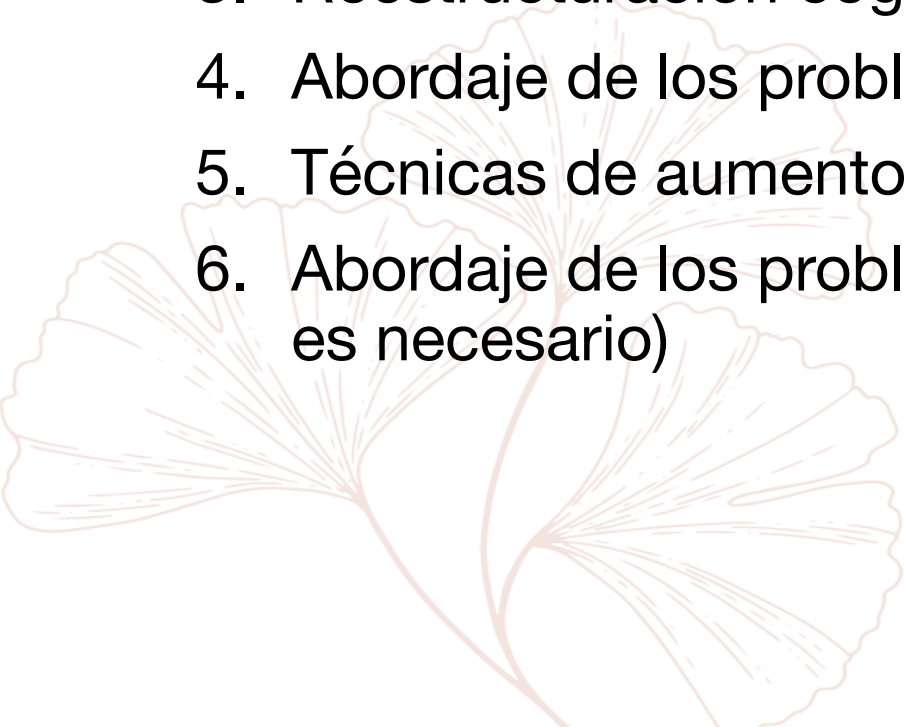 4. Abordaje de los probl
5. Técnicas de aumento
6. Abordaje de los probl
es necesario)